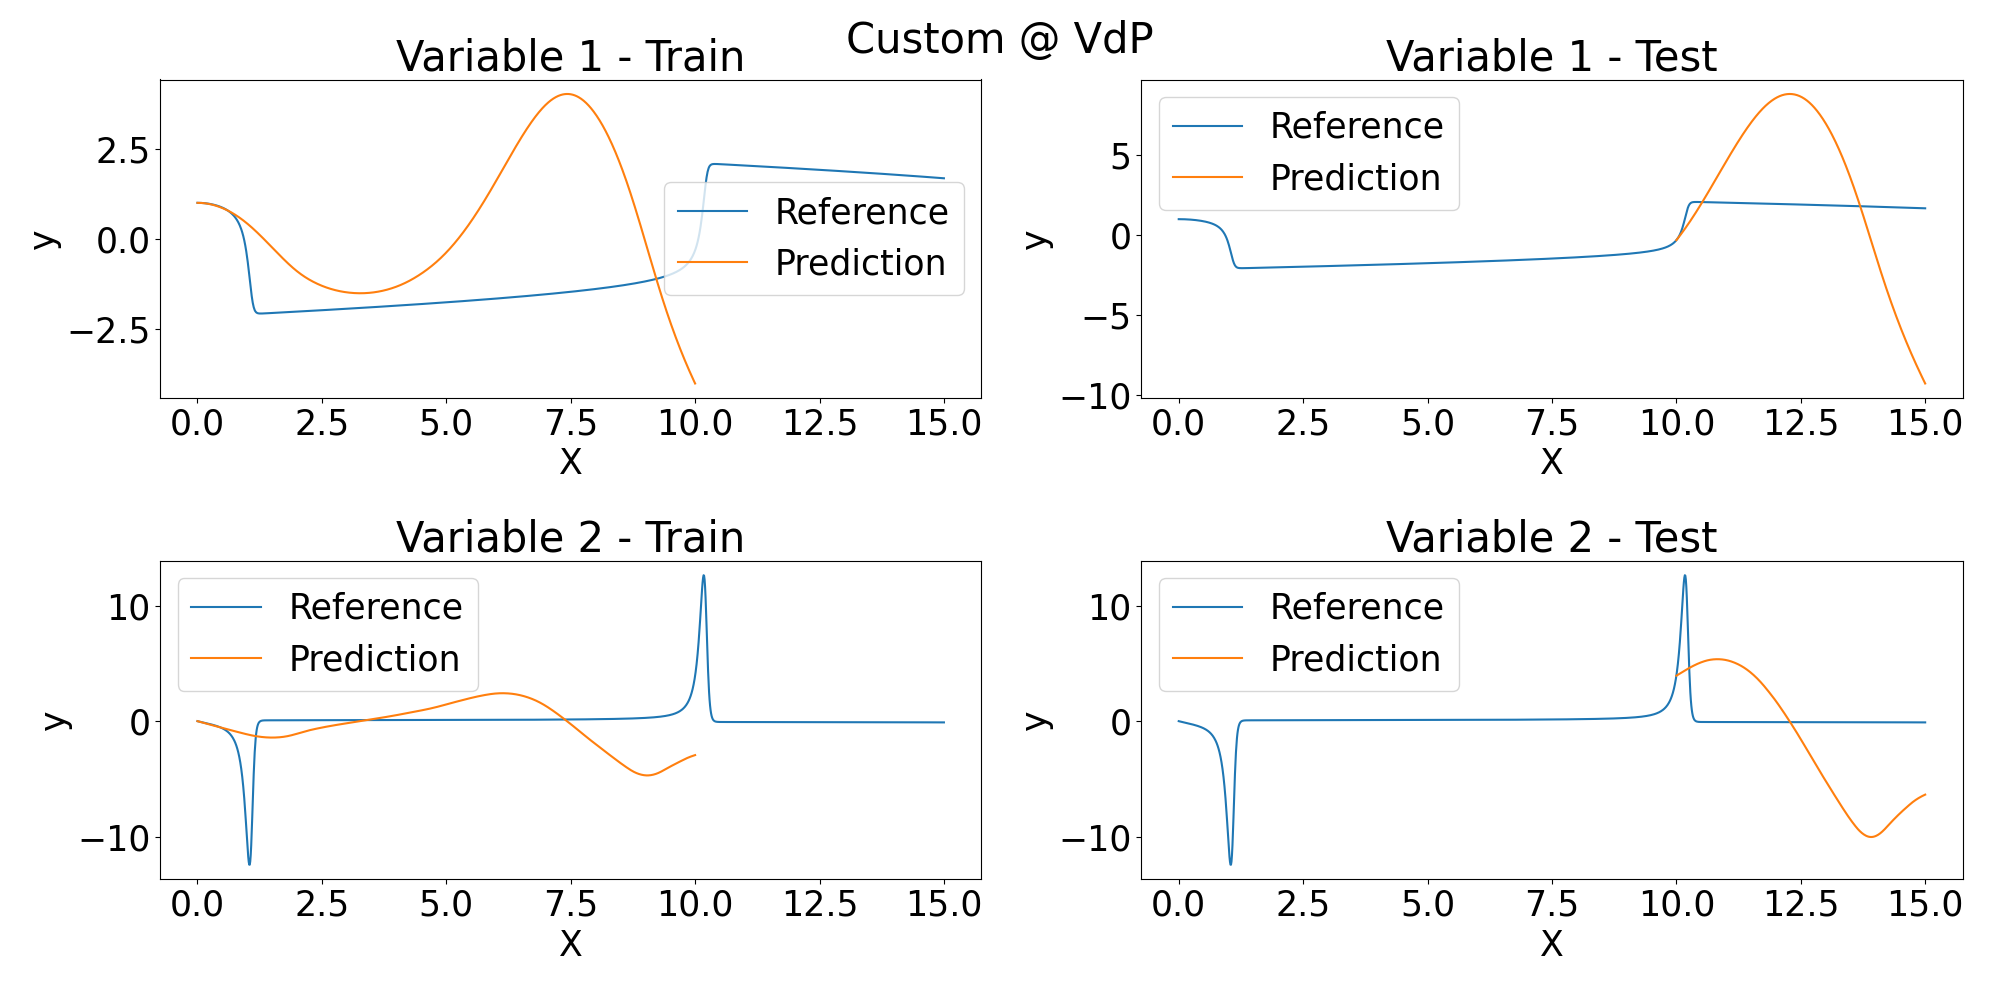 Custom @ VdP
Variable 1 - Train
y
2.5
0.0
−2.5
Reference
Prediction
0.0 2.5 5.0 7.5 10.0 12.5 15.0
X
Variable 1 - Test
y
5
0
−5
−10
Reference
Prediction
0.0 2.5 5.0 7.5 10.0 12.5 15.0
X
Variable 2 - Train
y
10
0
−10
Reference
Prediction
0.0 2.5 5.0 7.5 10.0 12.5 15.0
X
Variable 2 - Test
y
10
0
−10
Reference
Prediction
0.0 2.5 5.0 7.5 10.0 12.5 15.0
X